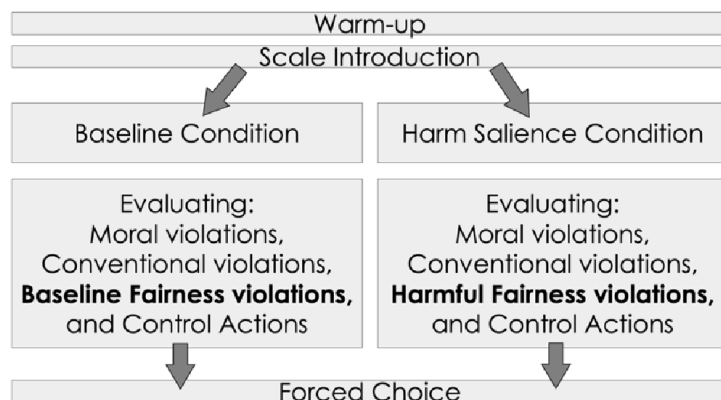 Warm-up
Scale Introduction
Baseline Condition
Harm Salience Condition
Evaluating:
Moral violations,
Conventional violations,
Baseline Fairness violations,
and Control Actions
Evaluating:
Moral violations,
Conventional violations,
Harmful Fairness violations,
and Control Actions
Forced Choice